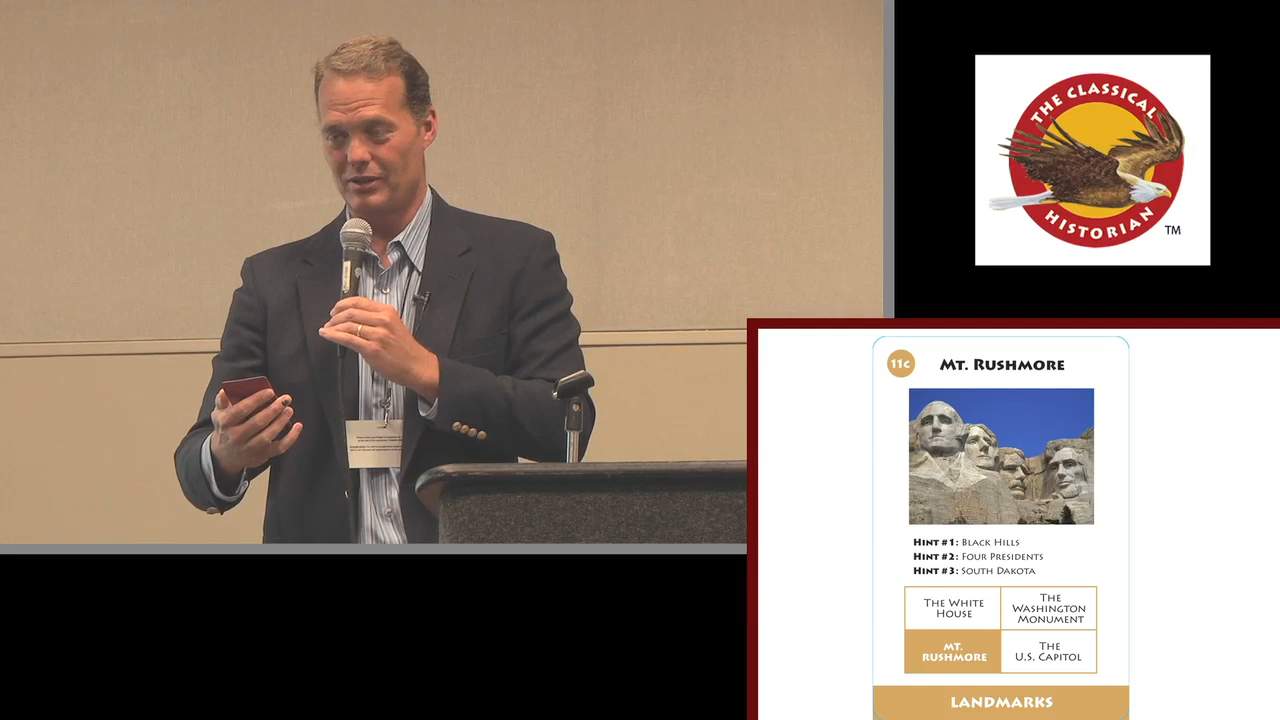 THE CLASSICAL
HISTORIAN
TM
11c
Mt. Rushmore
Hint #1: Black Hills
Hint #2: Four Presidents
Hint #3: South Dakota
The White
House
The
Washington
Monument
Mt.
Rushmore
The
U.S. Capitol
Landmarks